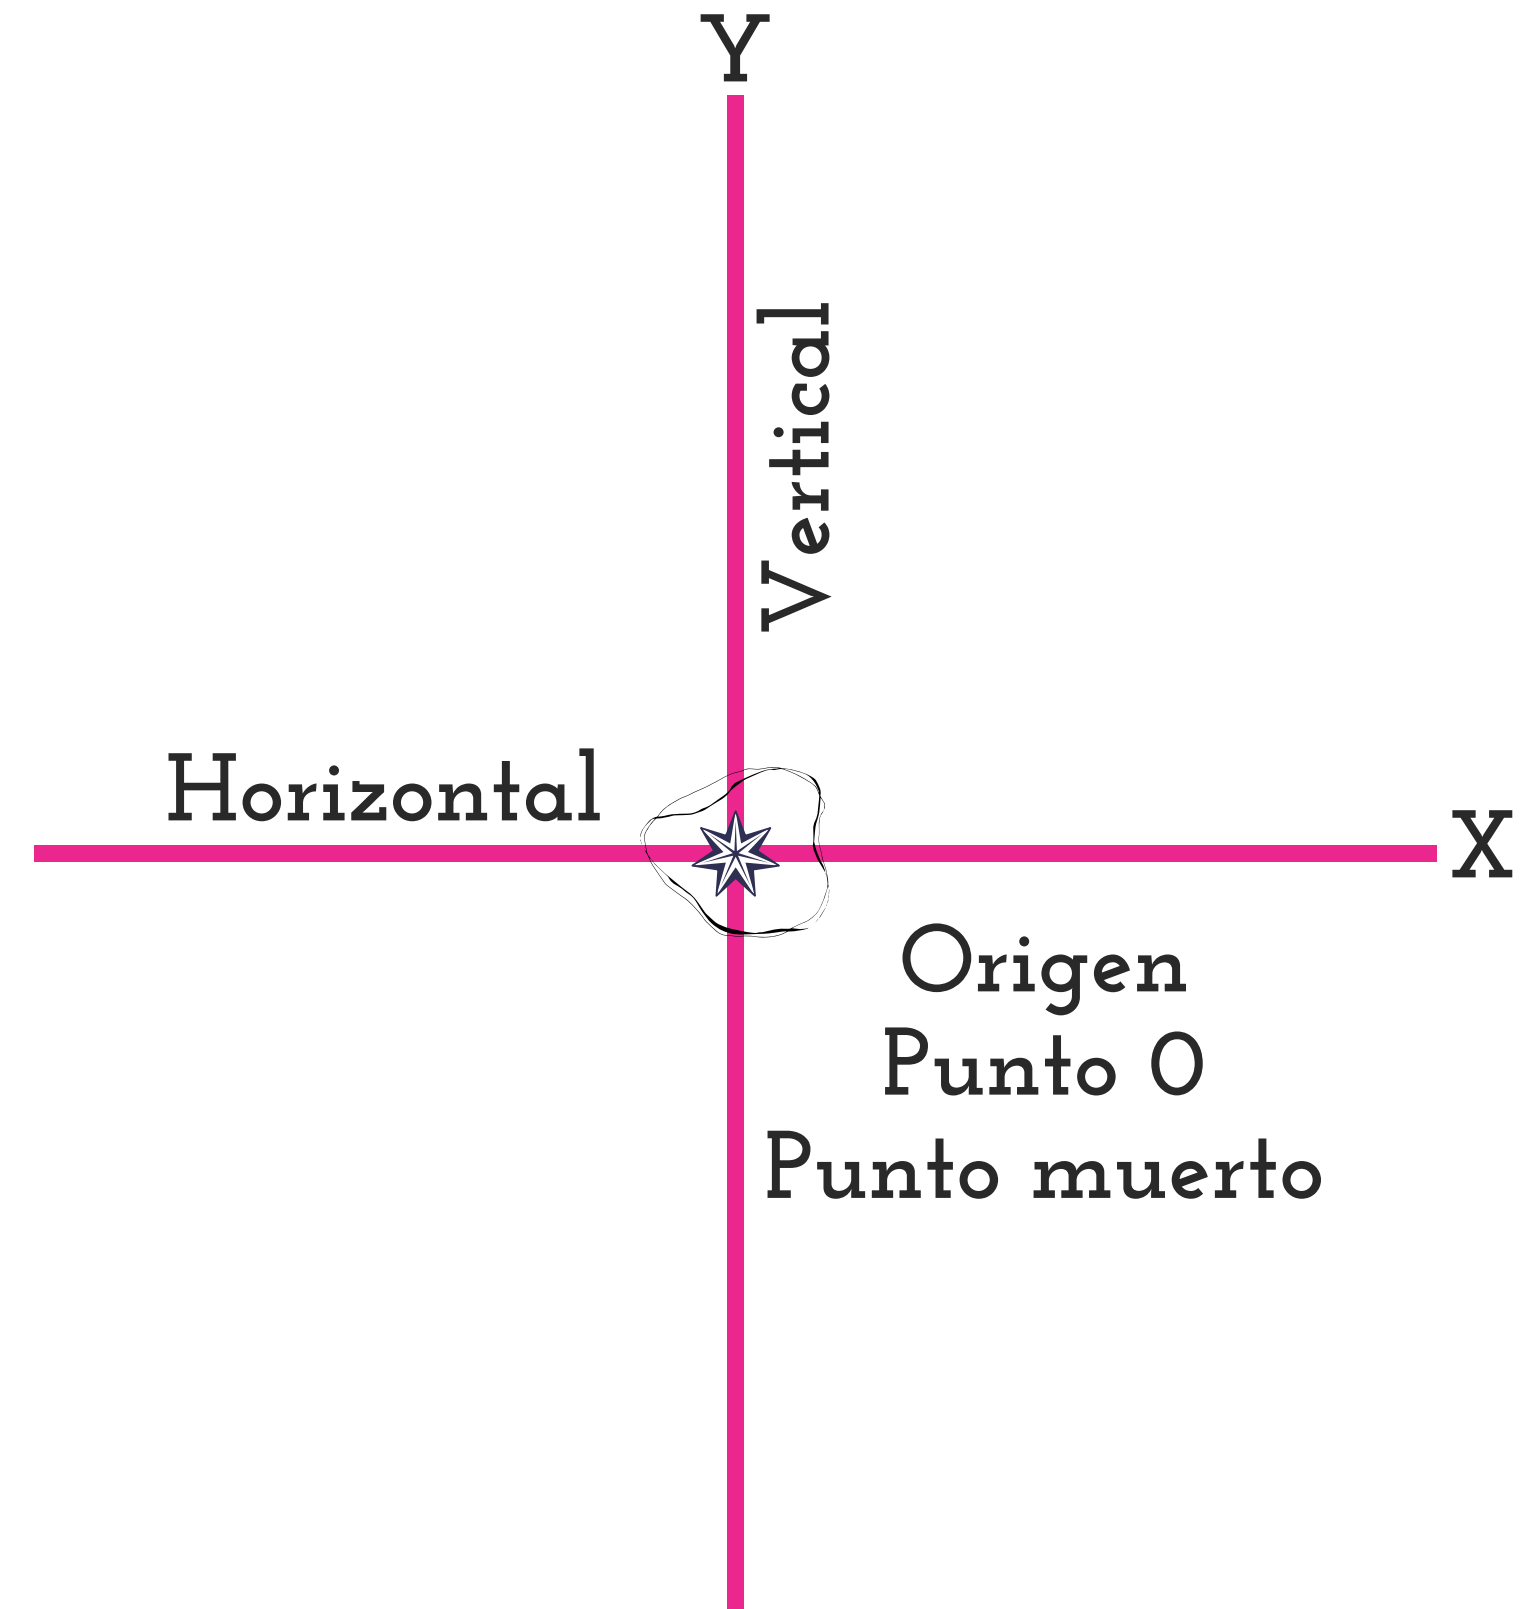 Y
Vertical
Horizontal
X
Origen
Punto 0
Punto muerto